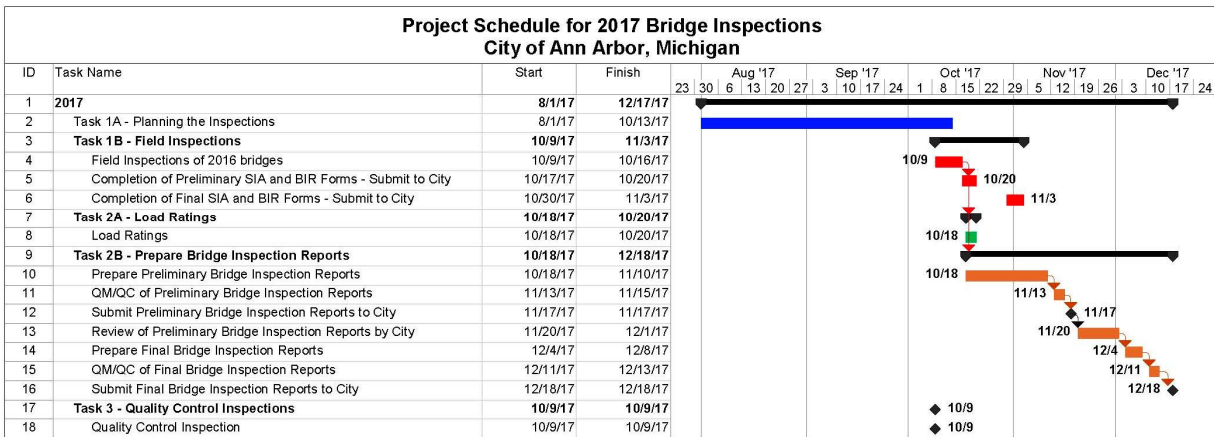 Project Schedule for 2017 Bridge Inspections
City of Ann Arbor, Michigan
ID Task Name Start Finish Aug '17 Sep '17 Oct '17 Nov '17 Dec '17
23 30 6 13 20 27 3 10 17 24 1 8 15 22 29 5 12 19 26 3 10 17 24
1 2017 8/1/17 12/17/17
2 Task 1A - Planning the Inspections 8/1/17 10/13/17
3 Task 1B - Field Inspections 10/9/17 11/3/17
4 Field Inspections of 2016 bridges 10/9/17 10/16/17 10/9
5 Completion of Preliminary SIA and BIR Forms - Submit to City 10/17/17 10/20/17 10/20
6 Completion of Final SIA and BIR Forms - Submit to City 10/30/17 11/3/17 11/3
7 Task 2A - Load Ratings 10/18/17 10/20/17
8 Load Ratings 10/18/17 10/20/17 10/18
9 Task 2B - Prepare Bridge Inspection Reports 10/18/17 12/18/17
10 Prepare Preliminary Bridge Inspection Reports 10/18/17 11/10/17 10/18
11 QM/QC of Preliminary Bridge Inspection Reports 11/13/17 11/15/17 11/13
12 Submit Preliminary Bridge Inspection Reports to City 11/17/17 11/17/17 11/17
13 Review of Preliminary Bridge Inspection Reports by City 11/20/17 12/1/17 11/20
14 Prepare Final Bridge Inspection Reports 12/4/17 12/8/17 12/4
15 QM/QC of Final Bridge Inspection Reports 12/11/17 12/13/17 12/11
16 Submit Final Bridge Inspection Reports to City 12/18/17 12/18/17 12/18
17 Task 3 - Quality Control Inspections 10/9/17 10/9/17 10/9
18 Quality Control Inspection 10/9/17 10/9/17 10/9